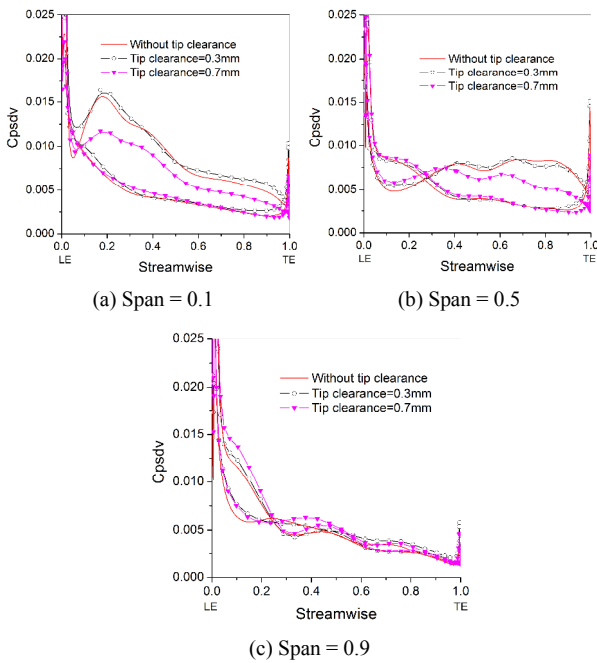 0.025
0.020
0.015
0.010
0.005
0.000
Cpsdv
Without tip clearance
Tip clearance=0.3mm
Tip clearance=0.7mm
0.0 0.2 0.4 0.6 0.8 1.0
LE TE
Streamwise
(a) Span = 0.1
0.025
0.020
0.015
0.010
0.005
0.000
Cpsdv
Without tip clearance
Tip clearance=0.3mm
Tip clearance=0.7mm
0.0 0.2 0.4 0.6 0.8 1.0
LE TE
Streamwise
(b) Span = 0.5
0.025
0.020
0.015
0.010
0.005
0.000
Cpsdv
Without tip clearance
Tip clearance=0.3mm
Tip clearance=0.7mm
0.0 0.2 0.4 0.6 0.8 1.0
LE TE
Streamwise
(c) Span = 0.9